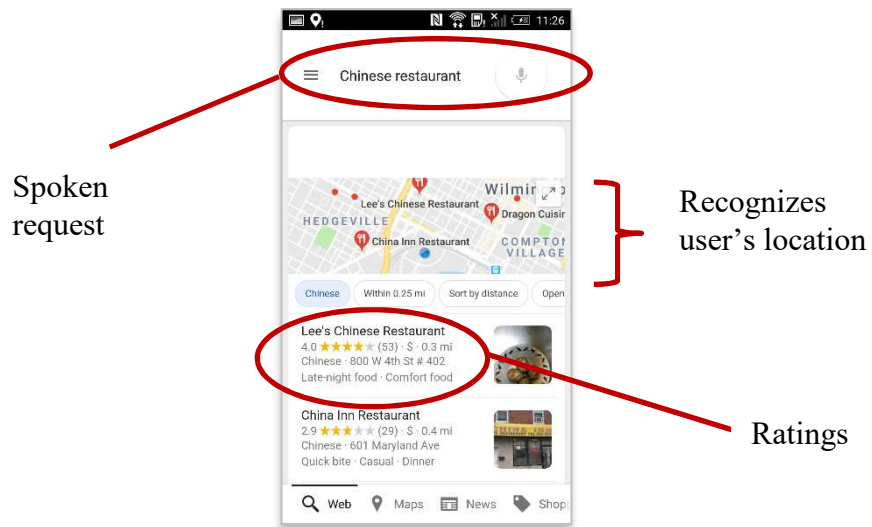 11:26
Chinese restaurant
Spoken
request
Wilmin
Lee's Chinese Restaurant
HEDGEVILLE
Dragon Cuisin
China Inn Restaurant
COMPTON
VILLAGE
Recognizes
user's location
Chinese
Within 0.25 mi
Sort by distance
Open
Lee's Chinese Restaurant
4.0 ★★★★★ (53) · $ · 0.3 mi
Chinese · 800 W 4th St # 402
Late-night food · Comfort food
China Inn Restaurant
2.9 ★★★★★ (29) · $ · 0.4 mi
Chinese · 601 Maryland Ave
Quick bite · Casual · Dinner
Ratings
Web
Maps
News
Shop